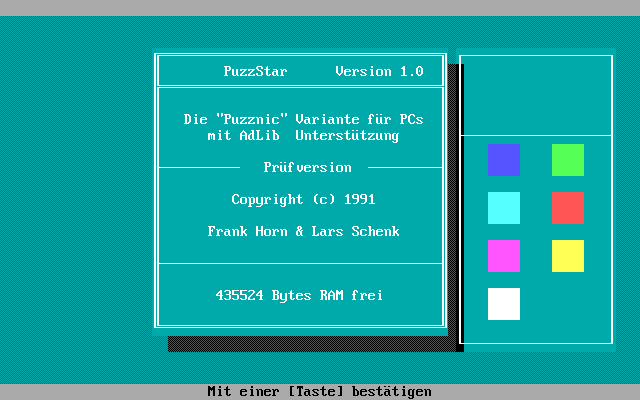 PuzzStar Version 1.0
Die "Puzznic" Variante für PCs
mit AdLib Unterstützung
Prüfversion
Copyright (c) 1991
Frank Horn & Lars Schenk
435524 Bytes RAM frei
Mit einer [Taste] bestätigen